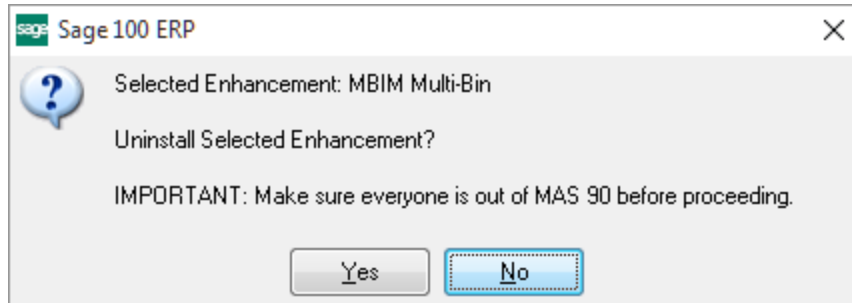 sage Sage 100 ERP
Selected Enhancement: MBIM Multi-Bin
Uninstall Selected Enhancement?
IMPORTANT: Make sure everyone is out of MAS 90 before proceeding.
Yes No